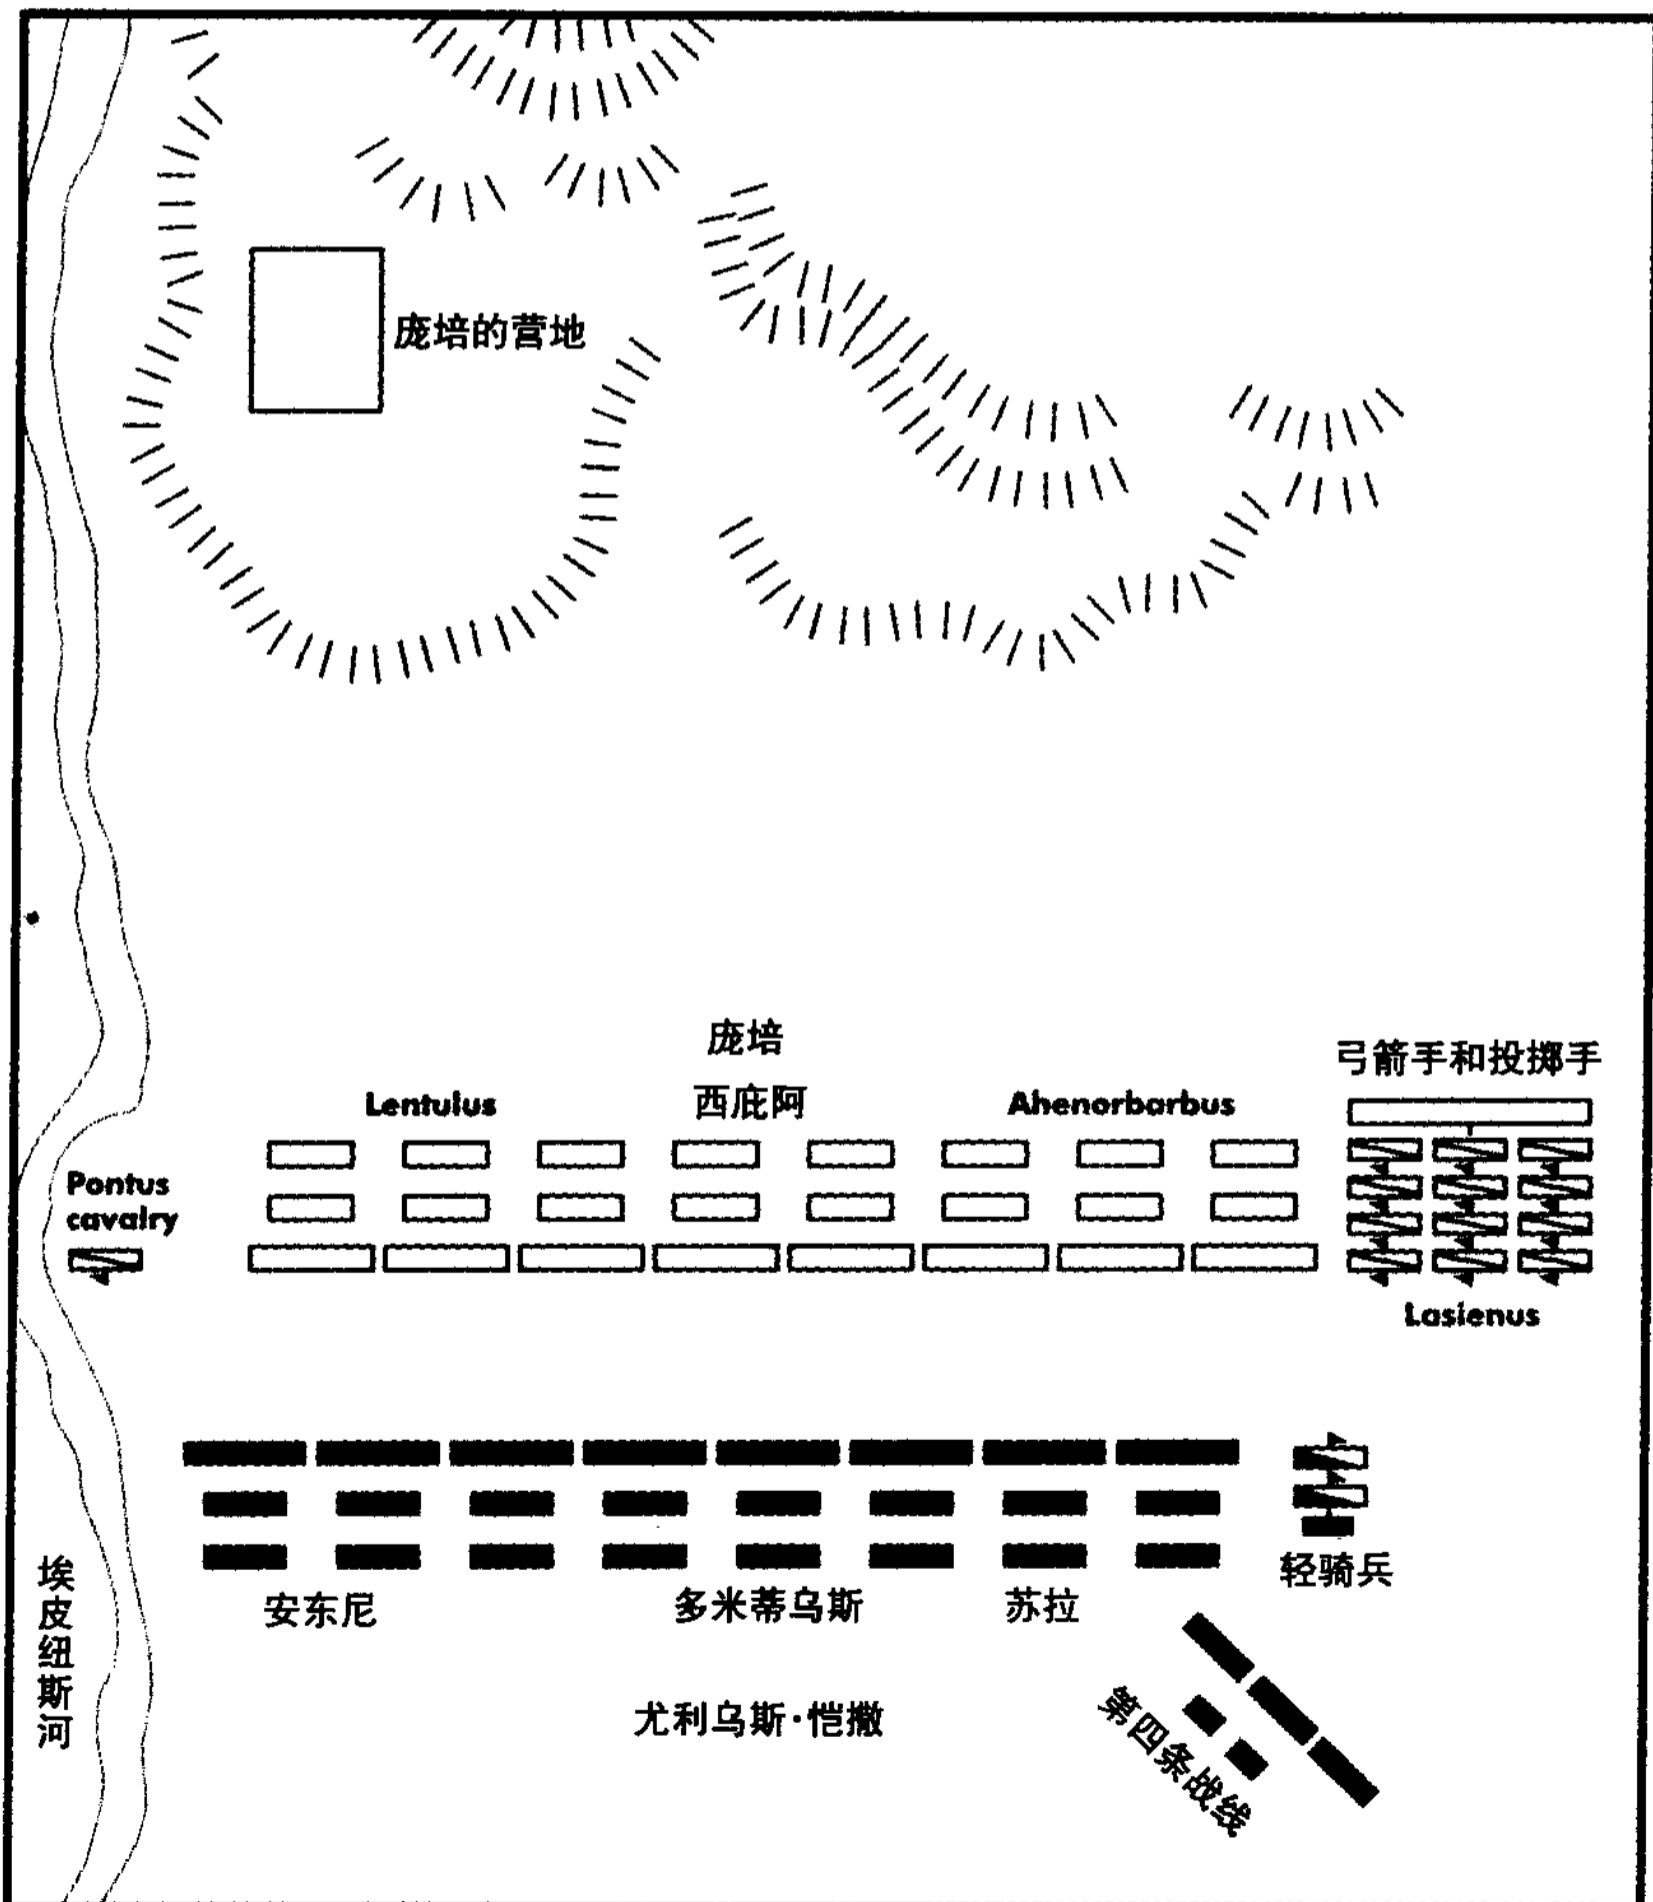 庞培的营地
庞培
弓箭手和投掷手
Lentulus
西庇阿
Ahenorbarbus
Pontus
cavalry
Lasienus
轻骑兵
安东尼
多米蒂乌斯
苏拉
埃皮纽斯河
尤利乌斯·恺撒
第四条战线